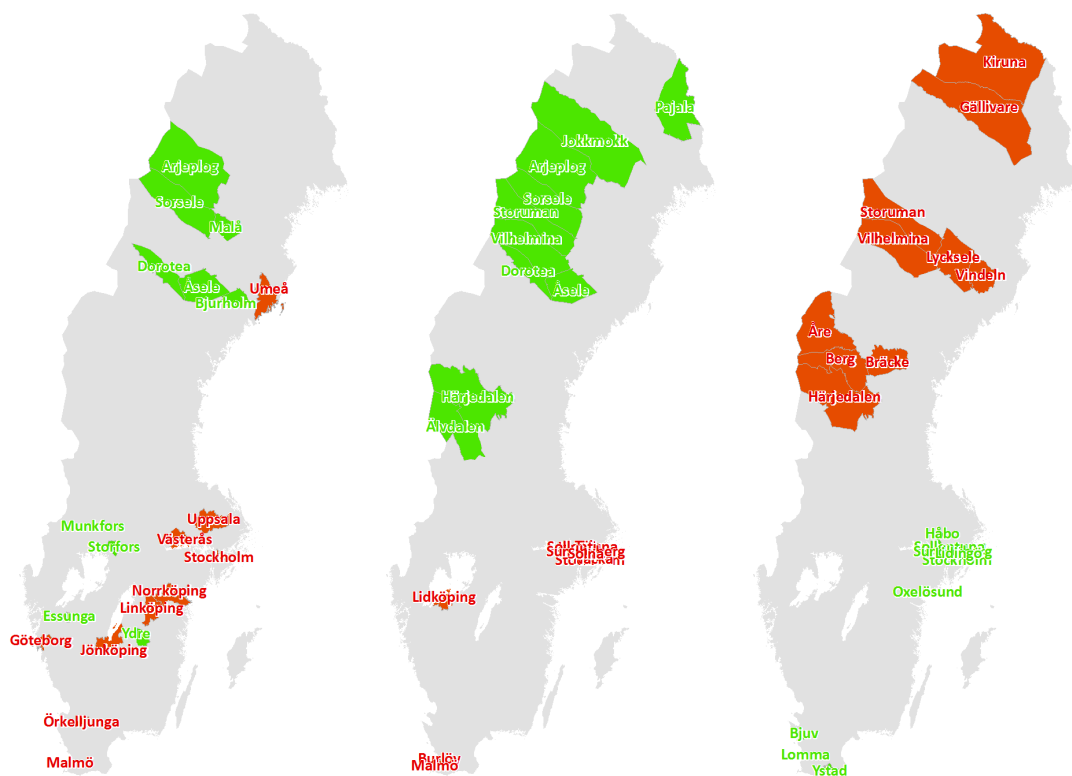 Arjeplog
Sorsele
Malå
Dorotea
Åsele
Bjurholm
Umeå
Munkfors
Storfors
Uppsala
Västerås
Stockholm
Norrköping
Linköping
Essunga
Ydre
Göteborg
Jönköping
Örkelljunga
Malmö
Pajala
Jokkmokk
Arjeplog
Sorsele
Storuman
Vilhelmina
Dorotea
Åsele
Härjedalen
Älvdalen
Lidköping
Burlöv
Malmö
Kiruna
Gällivare
Storuman
Vilhelmina
Lycksele
Vindeln
Åre
Berg
Bräcke
Härjedalen
Håbo
Lidingö
Stockholm
Oxelösund
Bjuv
Lomma
Ystad